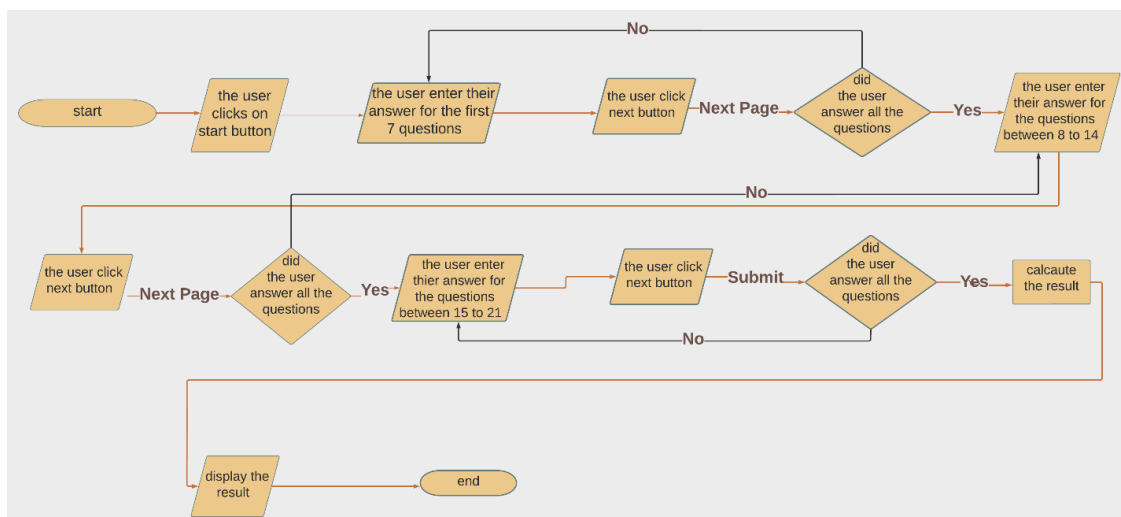 No
start
the user
clicks on
start button
the user enter their
answer for the first
7 questions
the user click
next button
Next Page
did
the user
answer all the
questions
Yes
the user enter
their answer for
the questions
between 8 to 14
No
the user click
next button
Next Page
did
the user
answer all the
questions
Yes
the user enter
thier answer for
the questions
between 15 to 21
the user click
next button
Submit
did
the user
answer all the
questions
Yes
calcaute
the result
No
display the
result
end